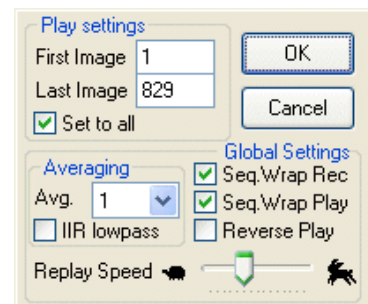 Play settings
First Image 1
OK
Last Image 829
Cancel
Set to all
Global Settings
Averaging
Seq.Wrap Rec
Avg. 1
Seq.Wrap Play
IIR lowpass
Reverse Play
Replay Speed